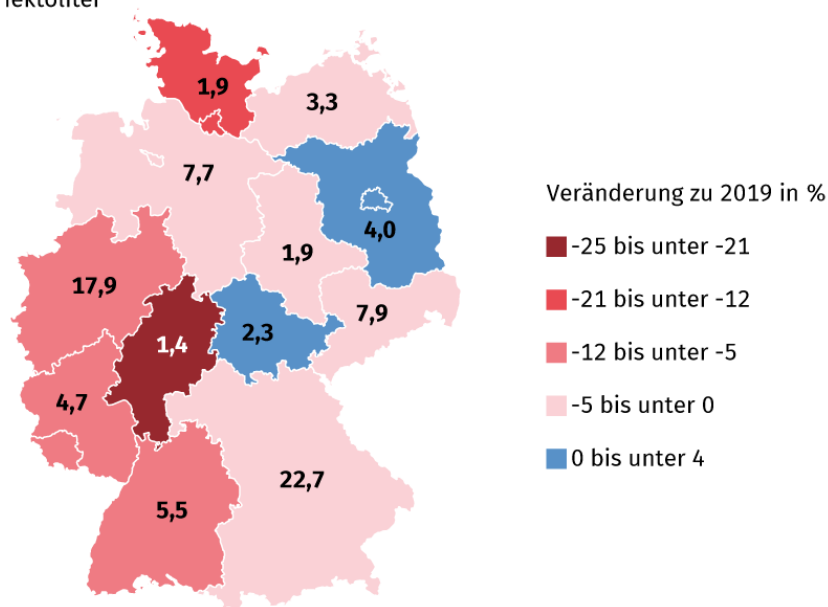 1,9
3,3
7,7
4,0
1,9
17,9
7,9
2,3
1,4
4,7
22,7
5,5
Veränderung zu 2019 in %
-25 bis unter -21
-21 bis unter -12
-12 bis unter -5
-5 bis unter 0
0 bis unter 4